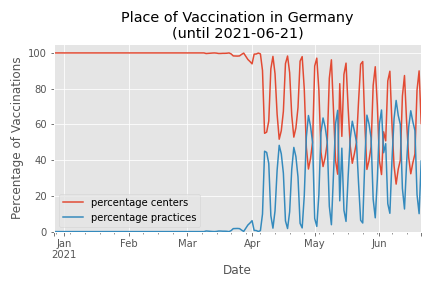 Place of Vaccination in Germany
(until 2021-06-21)
Percentage of Vaccinations
100
80
60
40
20
0
percentage centers
percentage practices
Jan
2021
Feb
Mar
Apr
May
Jun
Date